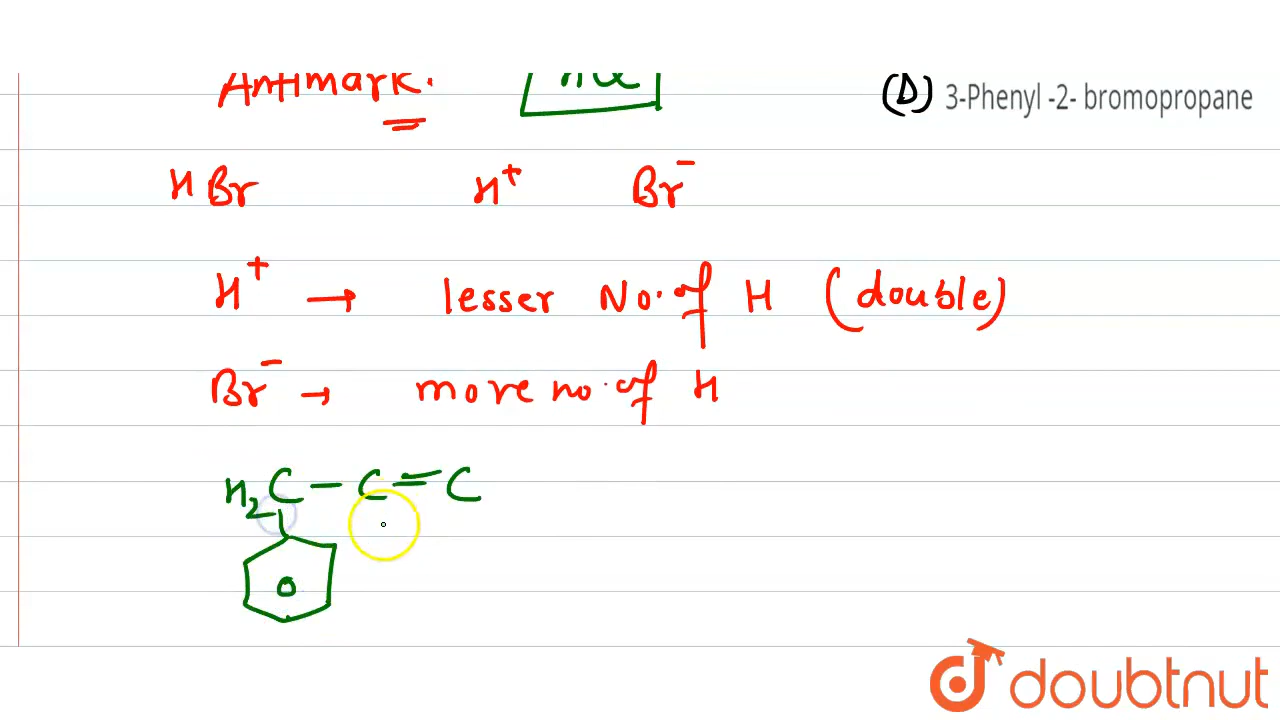 Antimark.
(D) 3-Phenyl -2- bromopropane
HBr H⁺ Br⁻
H⁺ → lesser No. of H (double)
Br⁻ → more no. of H
H₂C – C = C
doubtnut